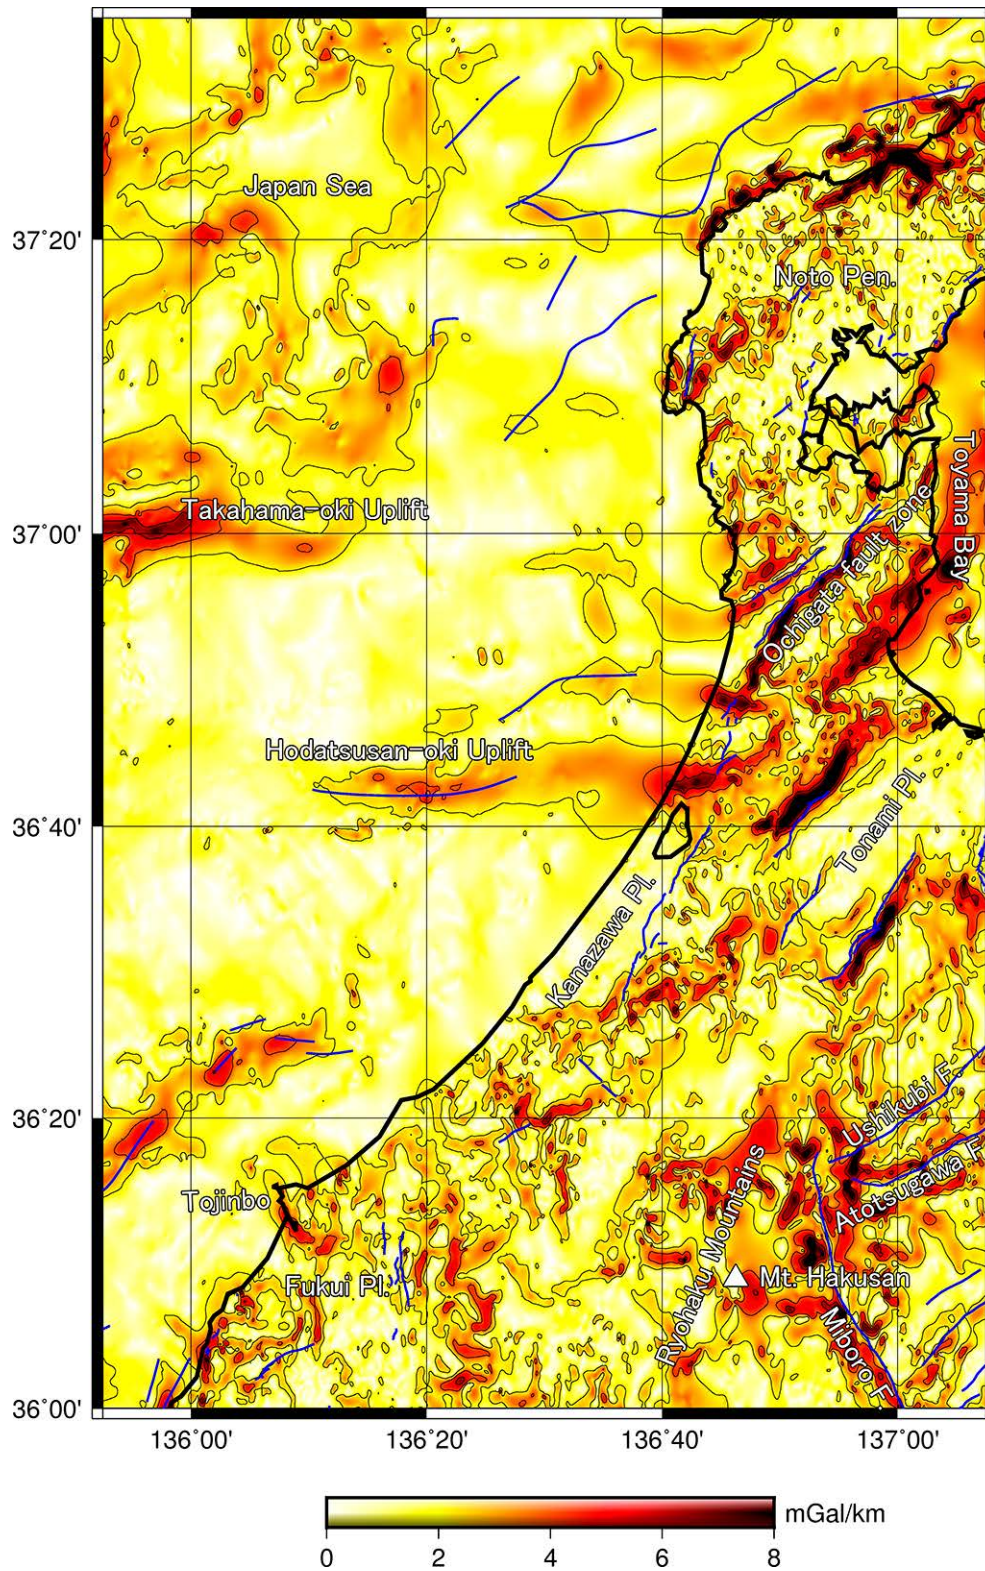 Japan Sea
37°20'
Noto Pen.
Toyama Bay
Takahama-oki Uplift
37°00'
Ochigata fault zone
Hodatsusan-oki Uplift
36°40'
Tonami Pl.
Kanazawa Pl.
36°20'
Ushikubi F.
Atotsugawa F.
Tojinbo
Ryohaku Mountains
Fukui Pl.
Mt. Hakusan
Miboro F.
36°00'
136°00' 136°20' 136°40' 137°00'
mGal/km
0 2 4 6 8